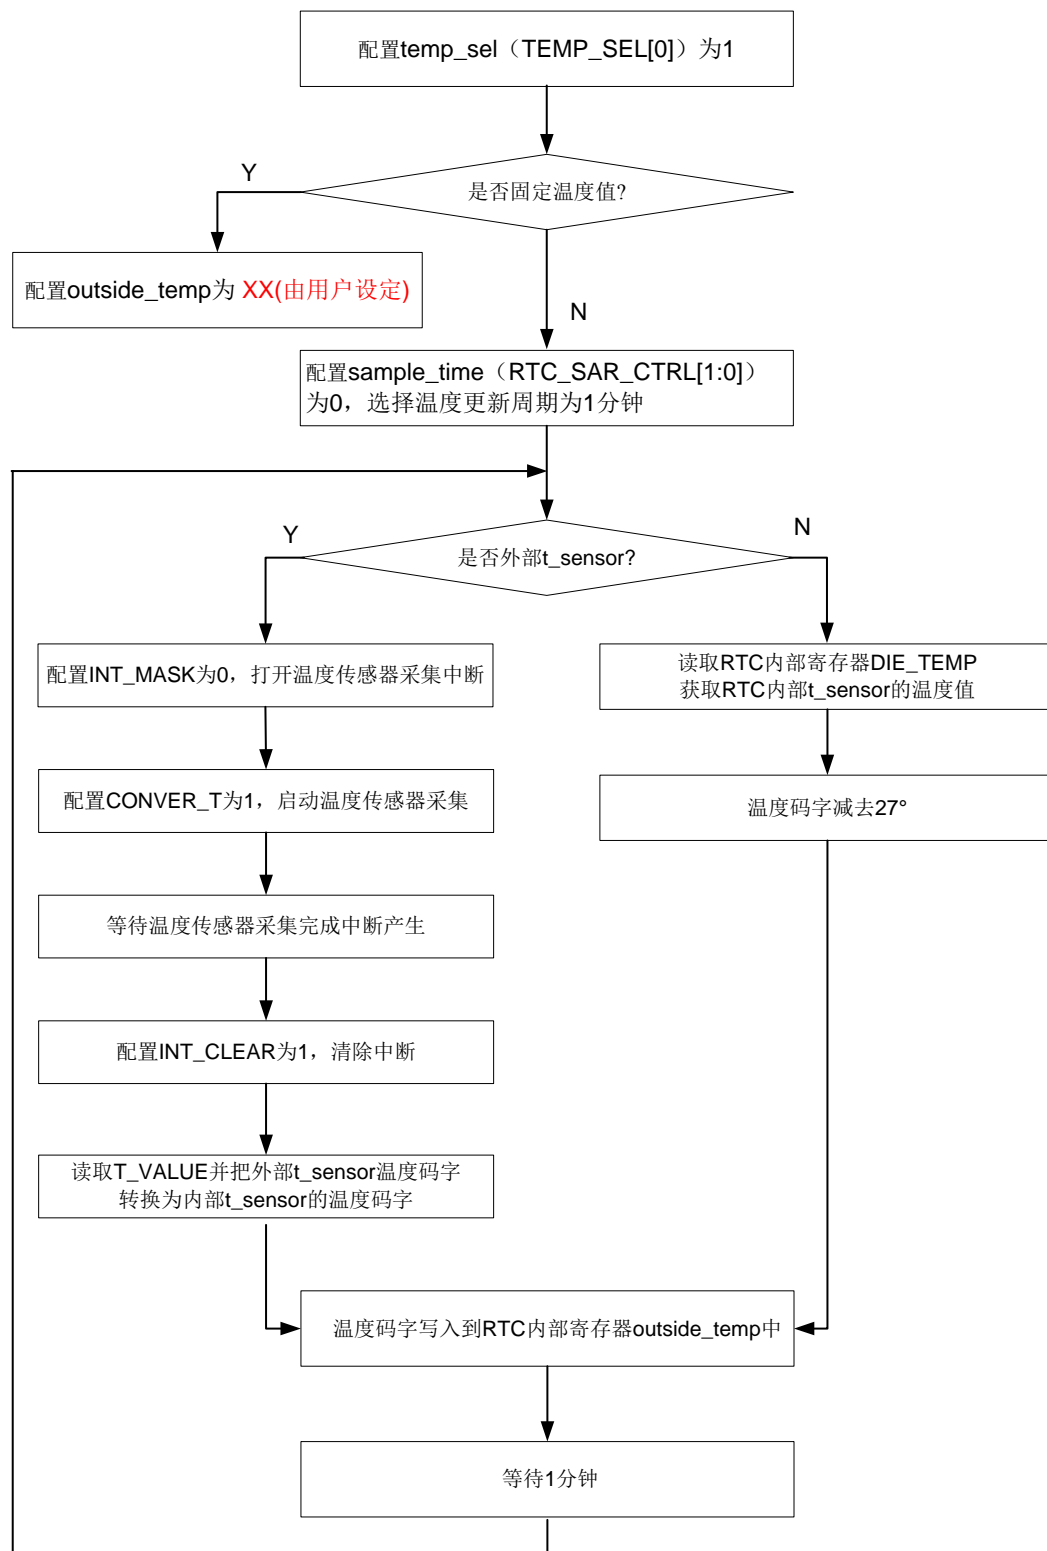 配置temp_sel（TEMP_SEL[0]）为1
Y
是否固定温度值?
配置outside_temp为 XX(由用户设定)
N
配置sample_time（RTC_SAR_CTRL[1:0]）
为0，选择温度更新周期为1分钟
Y
N
是否外部t_sensor?
配置INT_MASK为0，打开温度传感器采集中断
读取RTC内部寄存器DIE_TEMP
获取RTC内部t_sensor的温度值
配置CONVER_T为1，启动温度传感器采集
温度码字减去27°
等待温度传感器采集完成中断产生
配置INT_CLEAR为1，清除中断
读取T_VALUE并把外部t_sensor温度码字
转换为内部t_sensor的温度码字
温度码字写入到RTC内部寄存器outside_temp中
等待1分钟